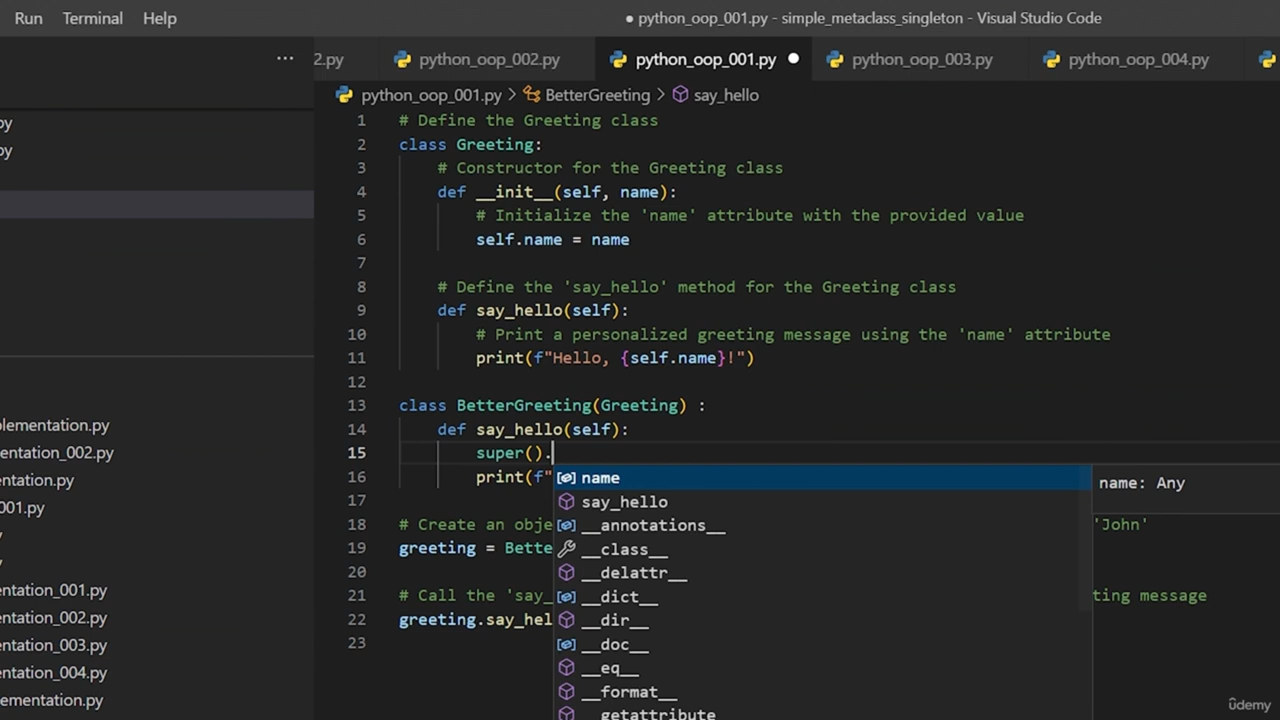 Run Terminal Help ● python_oop_001.py - simple_metaclass_singleton - Visual Studio Code
2.py python_oop_002.py python_oop_001.py python_oop_003.py python_oop_004.py
... 
python_oop_001.py > BetterGreeting > say_hello
py
py
lementation.py
entation_002.py
entation.py
001.py
entation_001.py
entation_002.py
entation_003.py
entation_004.py
ementation.py
1 # Define the Greeting class
2 class Greeting:
3 # Constructor for the Greeting class
4 def __init__(self, name):
5 # Initialize the 'name' attribute with the provided value
6 self.name = name
7
8 # Define the 'say_hello' method for the Greeting class
9 def say_hello(self):
10 # Print a personalized greeting message using the 'name' attribute
11 print(f"Hello, {self.name}!")
12
13 class BetterGreeting(Greeting) :
14 def say_hello(self):
15 super().
16 print(f"
17
18 # Create an obje 'John'
19 greeting = Bette
20
21 # Call the 'say_ ting message
22 greeting.say_hel
23
name
say_hello
__annotations__
__class__
__delattr__
__dict__
__dir__
__doc__
__eq__
__format__
__getattribute
name: Any
udemy